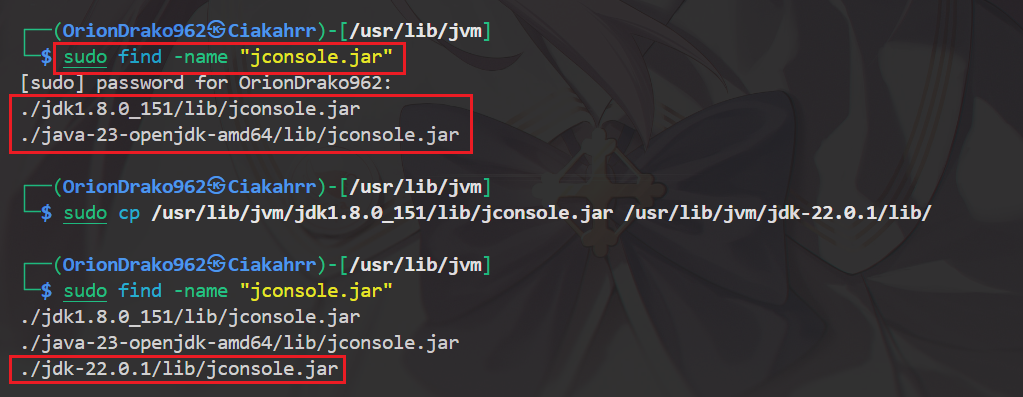 ┌──(OrionDrako962㉿Ciakahrr)-[/usr/lib/jvm]
└─$ sudo find -name "jconsole.jar"
[sudo] password for OrionDrako962:
./jdk1.8.0_151/lib/jconsole.jar
./java-23-openjdk-amd64/lib/jconsole.jar
┌──(OrionDrako962㉿Ciakahrr)-[/usr/lib/jvm]
└─$ sudo cp /usr/lib/jvm/jdk1.8.0_151/lib/jconsole.jar /usr/lib/jvm/jdk-22.0.1/lib/
┌──(OrionDrako962㉿Ciakahrr)-[/usr/lib/jvm]
└─$ sudo find -name "jconsole.jar"
./jdk1.8.0_151/lib/jconsole.jar
./java-23-openjdk-amd64/lib/jconsole.jar
./jdk-22.0.1/lib/jconsole.jar